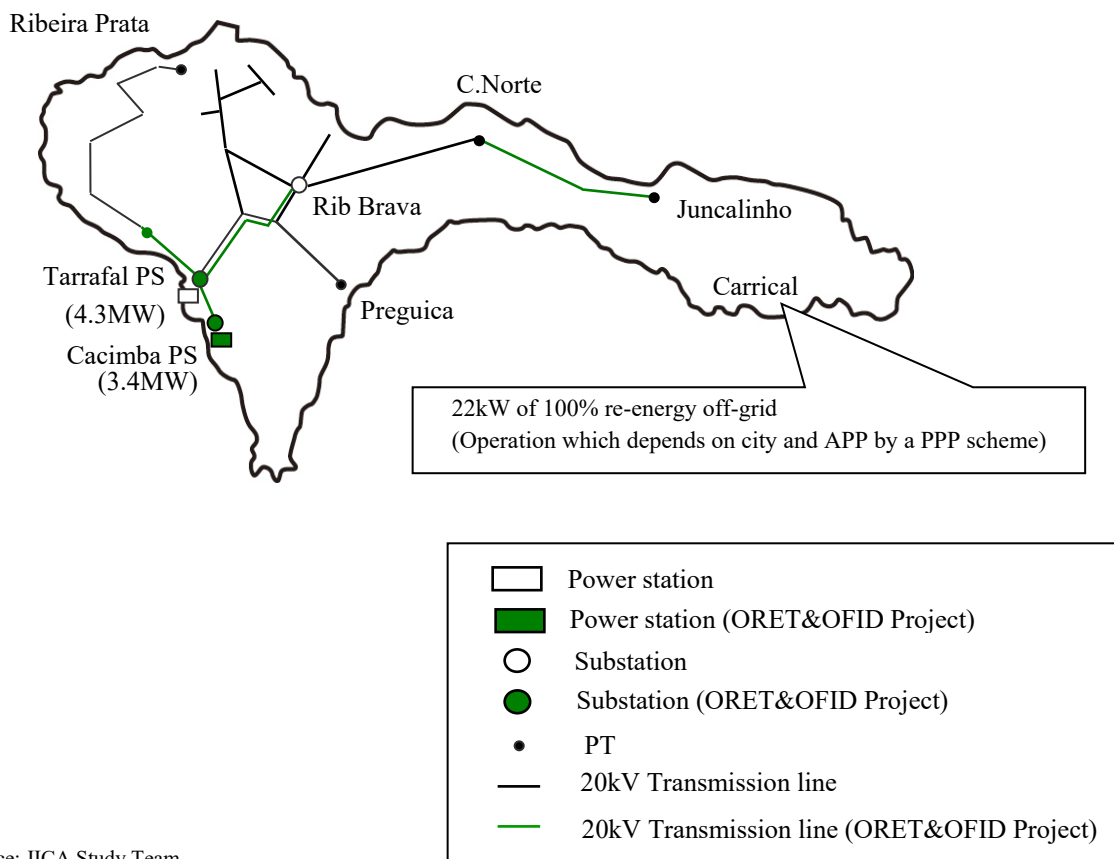 Ribeira Prata
C.Norte
Rib Brava
Juncalinho
Tarrafal PS
(4.3MW)
Carrical
Preguica
Cacimba PS
(3.4MW)
22kW of 100% re-energy off-grid
(Operation which depends on city and APP by a PPP scheme)
Power station
Power station (ORET&OFID Project)
Substation
Substation (ORET&OFID Project)
PT
20kV Transmission line
20kV Transmission line (ORET&OFID Project)
ce: JICA Study Team